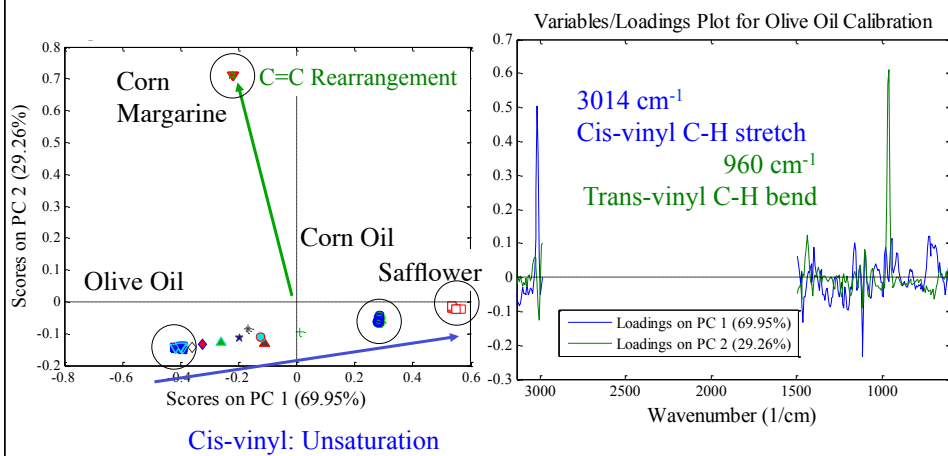 0.8
0.7
0.6
0.5
0.4
0.3
0.2
0.1
0
-0.1
-0.2
Scores on PC 2 (29.26%)
Corn
Margarine
C=C Rearrangement
Corn Oil
Olive Oil
Safflower
-0.8 -0.6 -0.4 -0.2 0 0.2 0.4 0.6
Scores on PC 1 (69.95%)
Cis-vinyl: Unsaturation
Variables/Loadings Plot for Olive Oil Calibration
0.7
0.6
0.5
0.4
0.3
0.2
0.1
0
-0.1
-0.2
-0.3
3014 cm⁻¹
Cis-vinyl C-H stretch
960 cm⁻¹
Trans-vinyl C-H bend
Loadings on PC 1 (69.95%)
Loadings on PC 2 (29.26%)
3000 2500 2000 1500 1000
Wavenumber (1/cm)